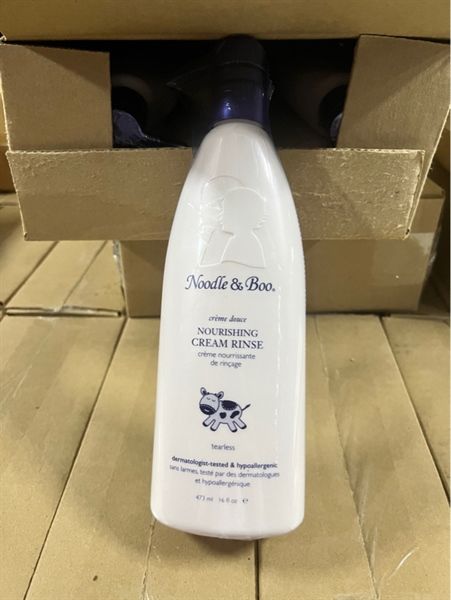 Noodle & Boo®
crème douce
NOURISHING
CREAM RINSE
crème nourrissante
de rinçage
tearless
dermatologist-tested & hypoallergenic
sans larmes, testé par des dermatologues
et hypoallergénique
473 ml 16 fl oz ℮